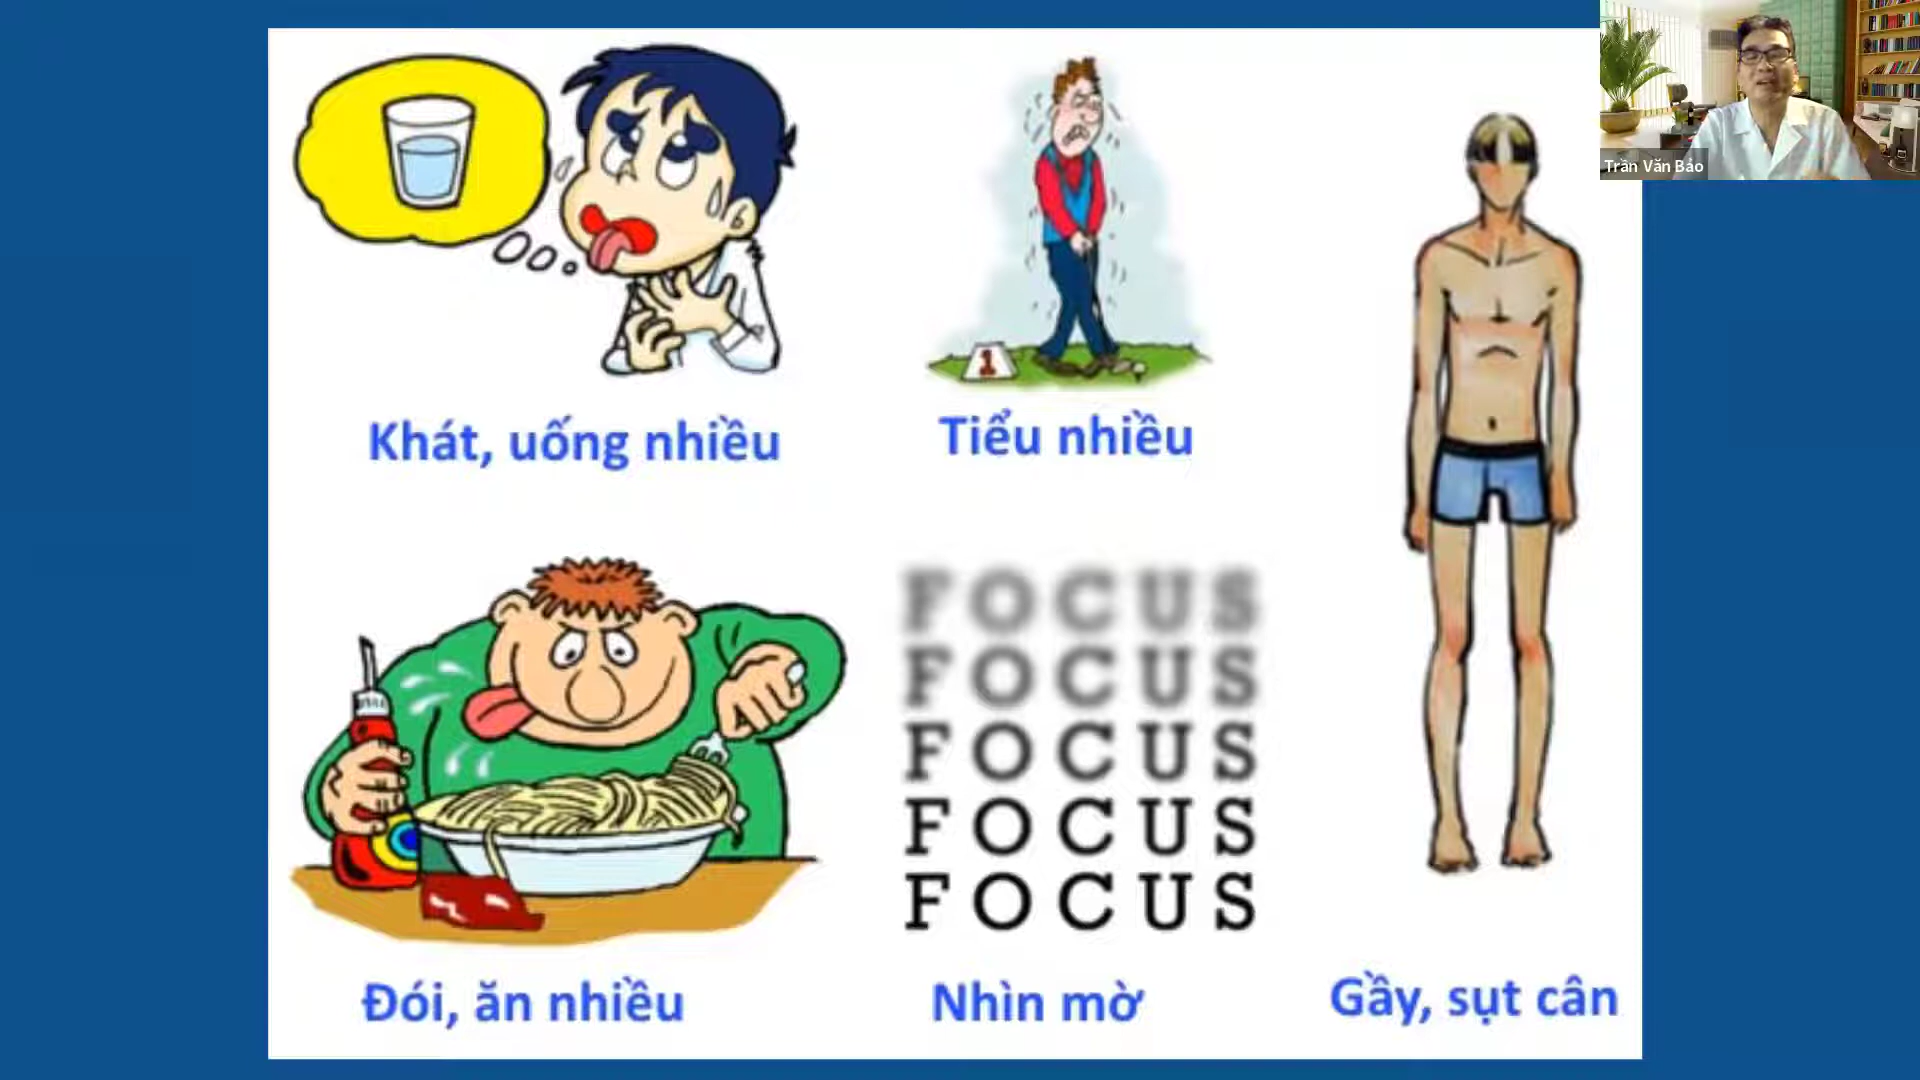 Trần Văn Bảo
1
Khát, uống nhiều
Tiểu nhiều
FOCUS
FOCUS
FOCUS
FOCUS
FOCUS
Đói, ăn nhiều
Nhìn mờ
Gầy, sụt cân